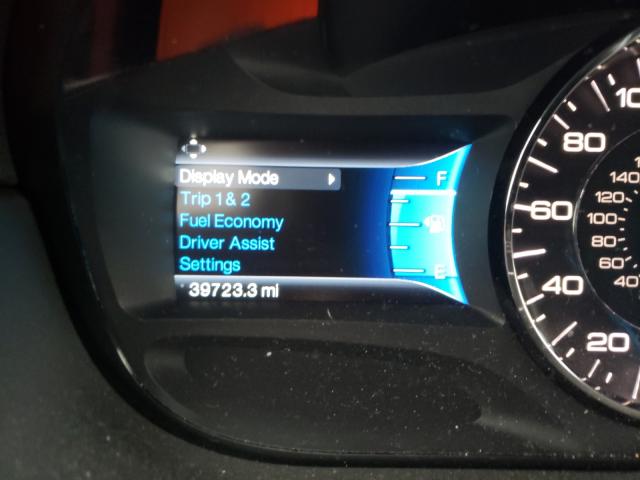 Display Mode
Trip 1 & 2
Fuel Economy
Driver Assist
Settings
39723.3 mi
F
E
80
60
40
20
140
120
100
80
60
40